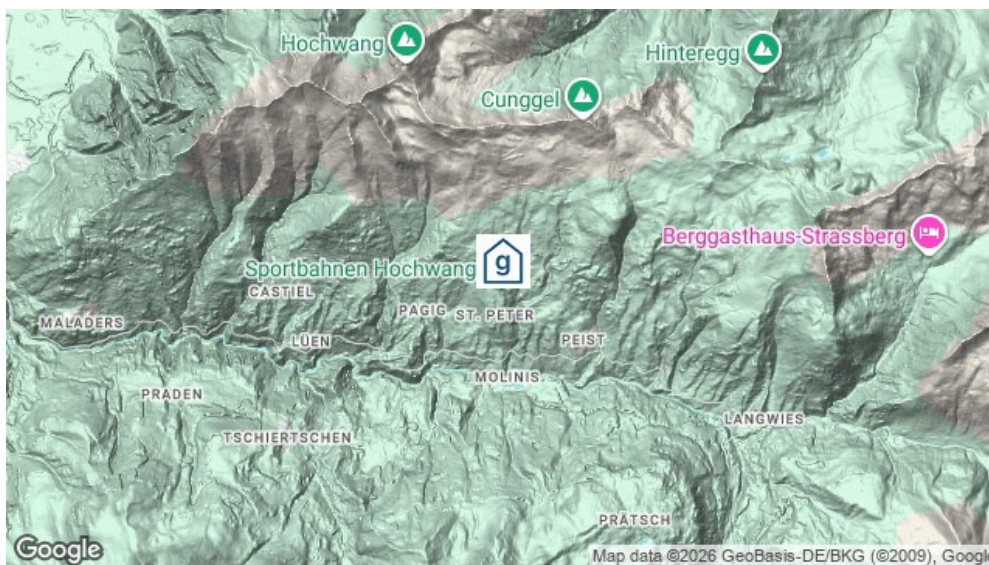 Hochwang
Hinteregg
Cunggel
Berggasthaus-Strassberg
g
Sportbahnen Hochwang
CASTIEL
PAGIG
ST. PETER
MALADERS
LÜEN
PEIST
MOLINIS
PRADEN
LANGWIES
TSCHIERTSCHEN
PRÄTSCH
Google
Map data ©2026 GeoBasis-DE/BKG (©2009), Google